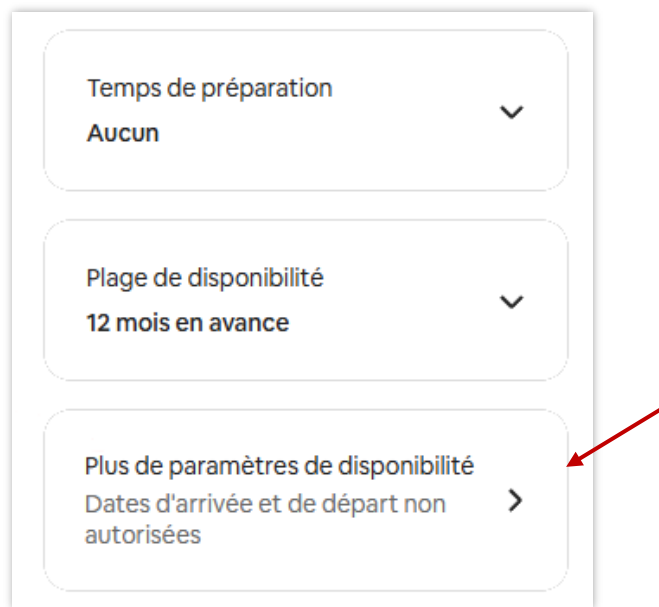 Temps de préparation
Aucun
Plage de disponibilité
12 mois en avance
Plus de paramètres de disponibilité
Dates d'arrivée et de départ non
autorisées